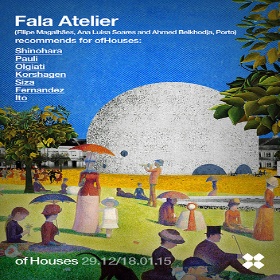 Fala Atelier
(Filipe Magalhães, Ana Luisa Soares and Ahmed Belkhodja, Porto)
recommends for ofHouses:
Shinohara
Pauli
Olgiati
Korshagen
Siza
Fernandez
Ito
of Houses 29.12/18.01.15